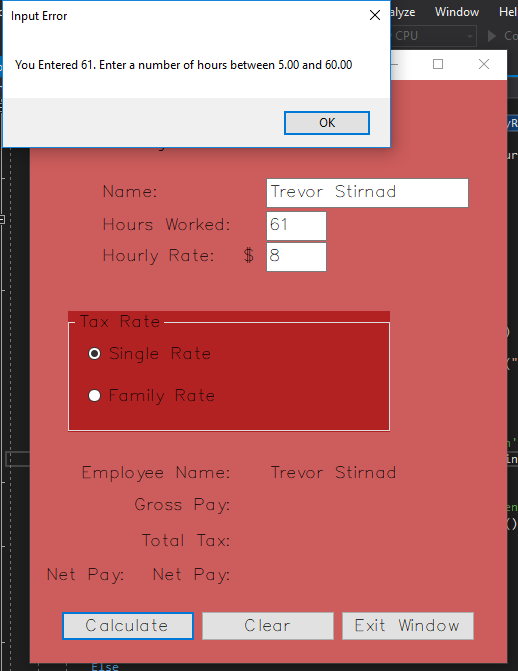 Input Error
alyze Window Hel
CPU
Co
You Entered 61. Enter a number of hours between 5.00 and 60.00
OK
Name: Trevor Stirnad
Hours Worked: 61
Hourly Rate: $ 8
Tax Rate
Single Rate
Family Rate
Employee Name: Trevor Stirnad
Gross Pay:
Total Tax:
Net Pay: Net Pay:
Calculate Clear Exit Window
Else